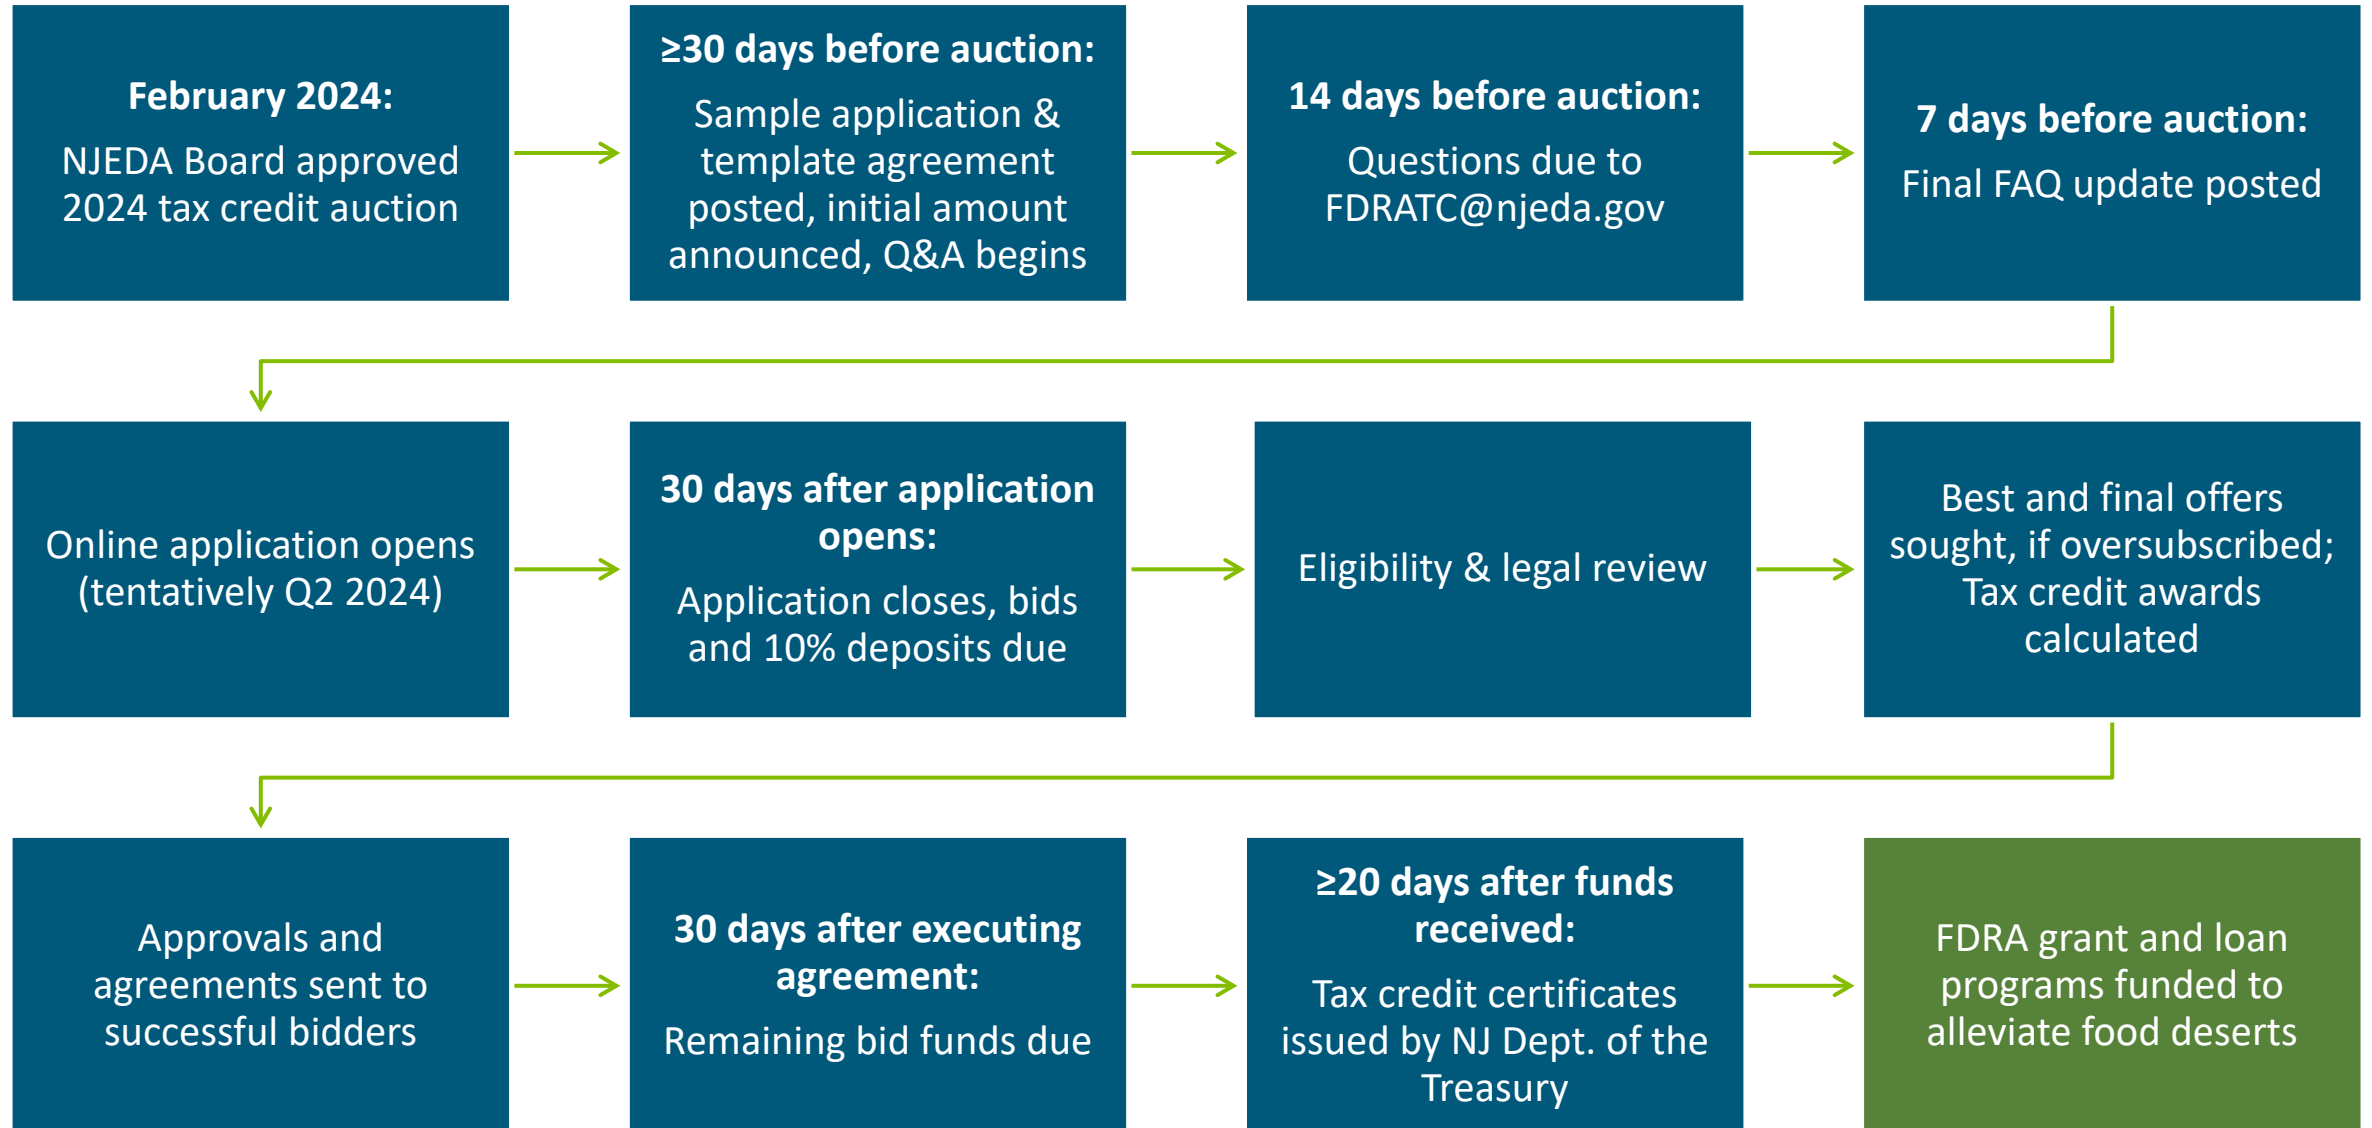 February 2024:
NJEDA Board approved
2024 tax credit auction
≥30 days before auction:
Sample application &
template agreement
posted, initial amount
announced, Q&A begins
14 days before auction:
Questions due to
FDRATC@njeda.gov
7 days before auction:
Final FAQ update posted
Online application opens
(tentatively Q2 2024)
30 days after application
opens:
Application closes, bids
and 10% deposits due
Eligibility & legal review
Best and final offers
sought, if oversubscribed;
Tax credit awards
calculated
Approvals and
agreements sent to
successful bidders
30 days after executing
agreement:
Remaining bid funds due
≥20 days after funds
received:
Tax credit certificates
issued by NJ Dept. of the
Treasury
FDRA grant and loan
programs funded to
alleviate food deserts